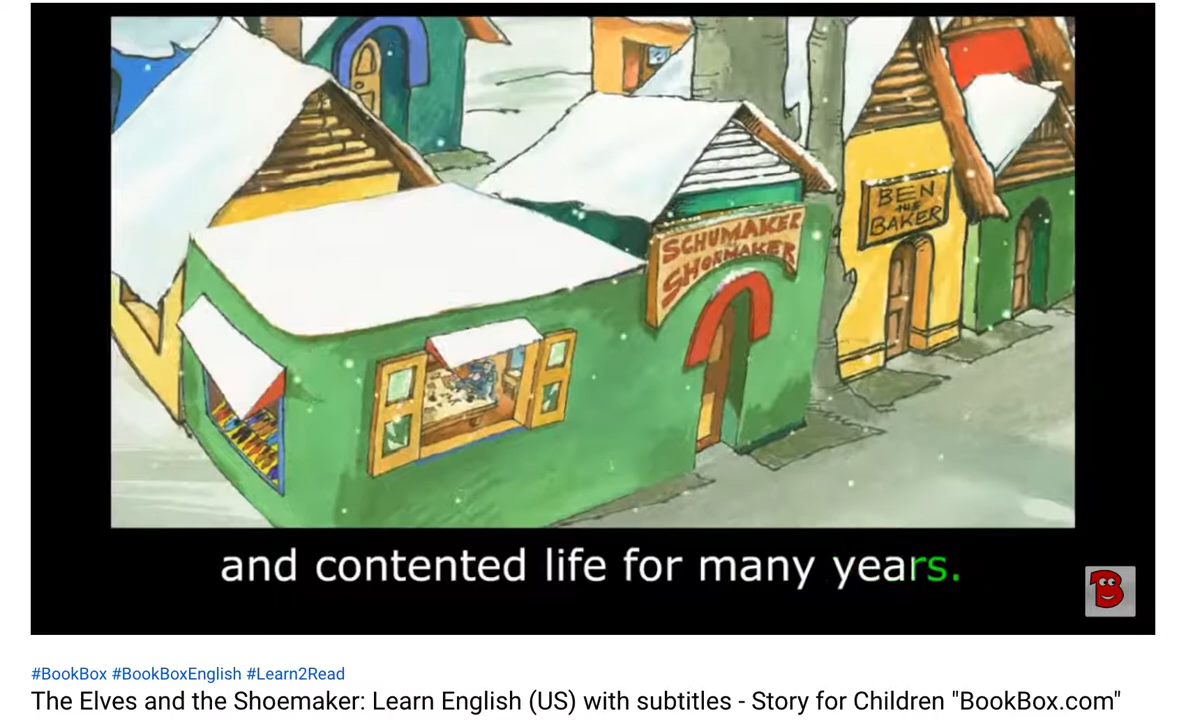 SCHUMAKER
SHOEMAKER
BEN
THE
BAKER
and contented life for many years.
B
#BookBox #BookBoxEnglish #Learn2Read
The Elves and the Shoemaker: Learn English (US) with subtitles - Story for Children "BookBox.com"